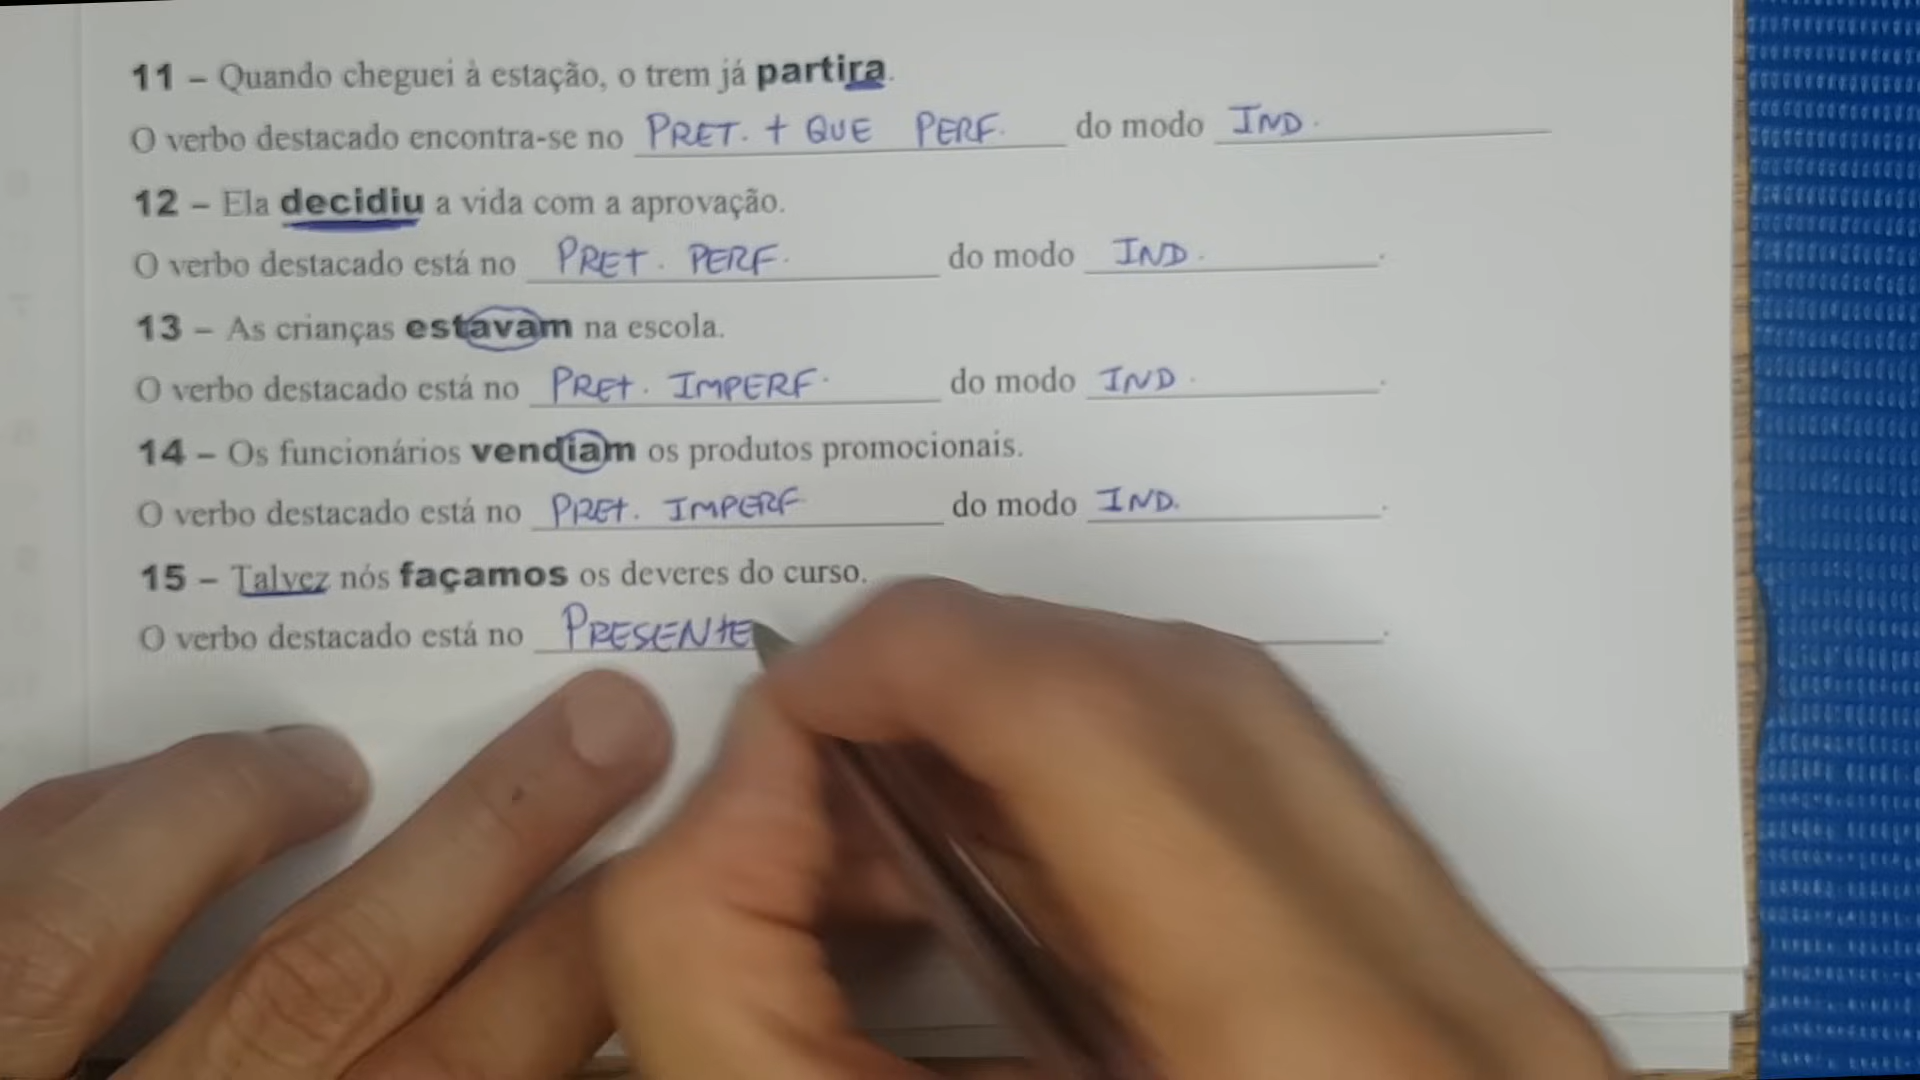 11 – Quando cheguei à estação, o trem já partira.
O verbo destacado encontra-se no PRET. + QUE PERF. do modo IND.
12 – Ela decidiu a vida com a aprovação.
O verbo destacado está no PRET. PERF. do modo IND.
13 – As crianças estavam na escola.
O verbo destacado está no PRET. IMPERF. do modo IND.
14 – Os funcionários vendiam os produtos promocionais.
O verbo destacado está no PRET. IMPERF do modo IND.
15 – Talvez nós façamos os deveres do curso.
O verbo destacado está no PRESENTE